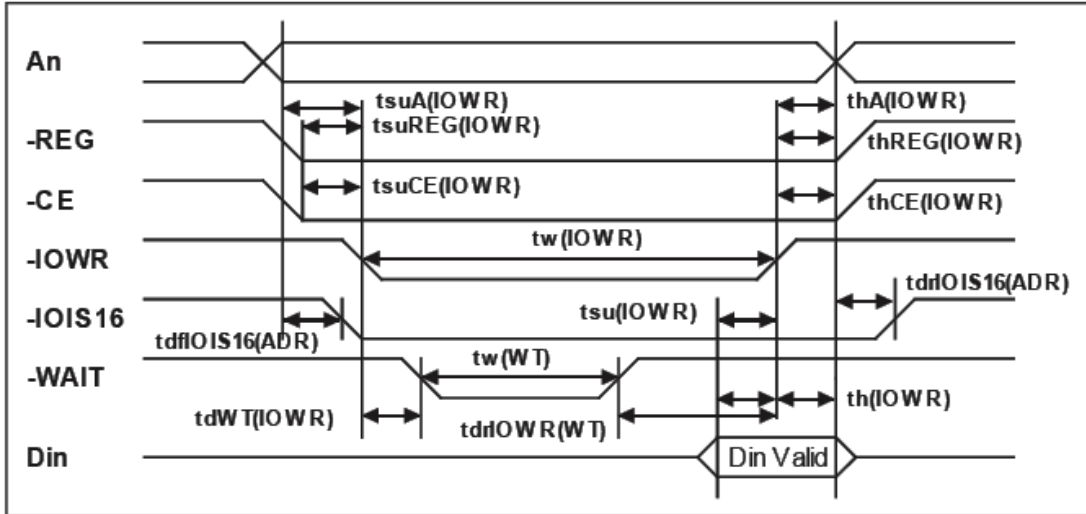 An
tsuA(IOWR)
thA(IOWR)
-REG
tsuREG(IOWR)
thREG(IOWR)
-CE
tsuCE(IOWR)
thCE(IOWR)
-IOWR
tw(IOWR)
tdrIOIS16(ADR)
-IOIS16
tsu(IOWR)
tdfIOIS16(ADR)
-WAIT
tw(WT)
tdWT(IOWR)
tdrIOWR(WT)
th(IOWR)
Din
Din Valid